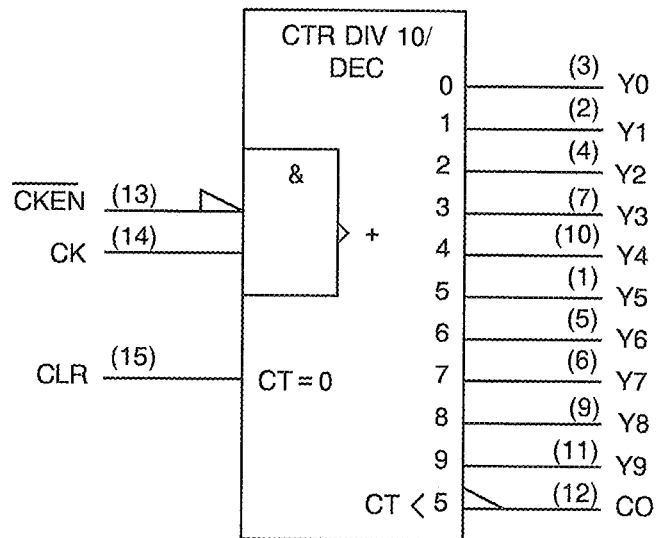 CTR DIV 10/
DEC
0 (3) Y0
1 (2) Y1
& 2 (4) Y2
CKEN (13) 3 (7) Y3
CK (14) + 4 (10) Y4
5 (1) Y5
6 (5) Y6
CLR (15) CT=0 7 (6) Y7
8 (9) Y8
9 (11) Y9
CT < 5 (12) CO